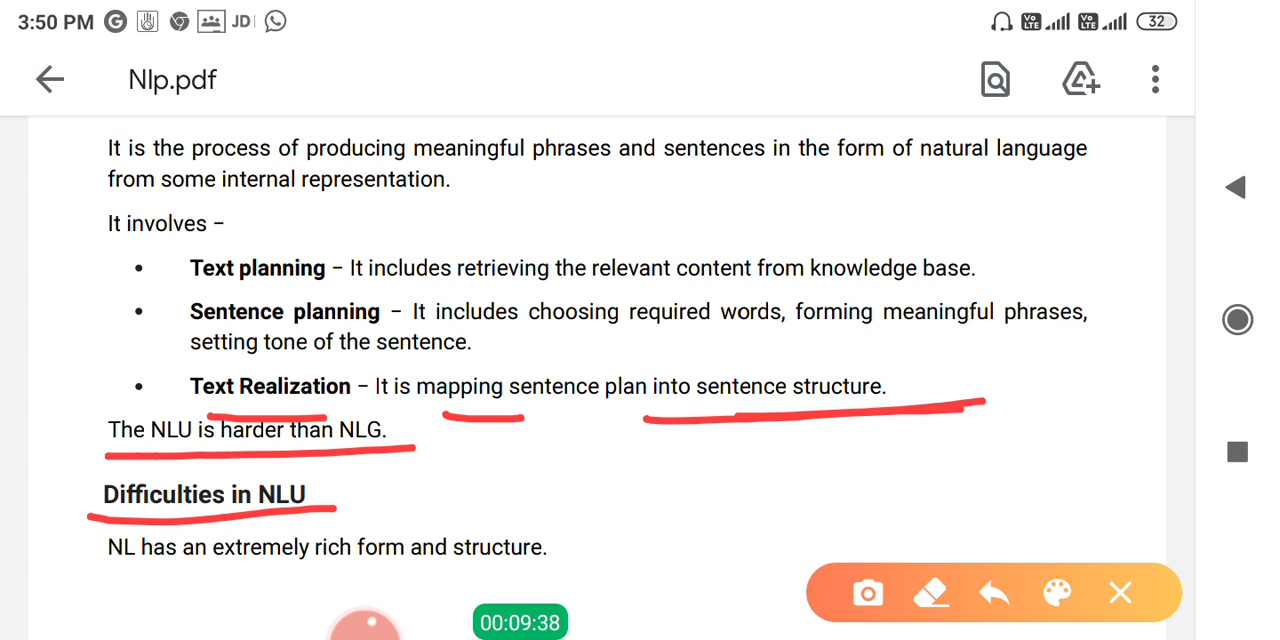 3:50 PM G JD
Vo LTE Vo LTE 32
Nlp.pdf
It is the process of producing meaningful phrases and sentences in the form of natural language
from some internal representation.
It involves −
• Text planning − It includes retrieving the relevant content from knowledge base.
• Sentence planning − It includes choosing required words, forming meaningful phrases,
setting tone of the sentence.
• Text Realization − It is mapping sentence plan into sentence structure.
The NLU is harder than NLG.
Difficulties in NLU
NL has an extremely rich form and structure.
00:09:38